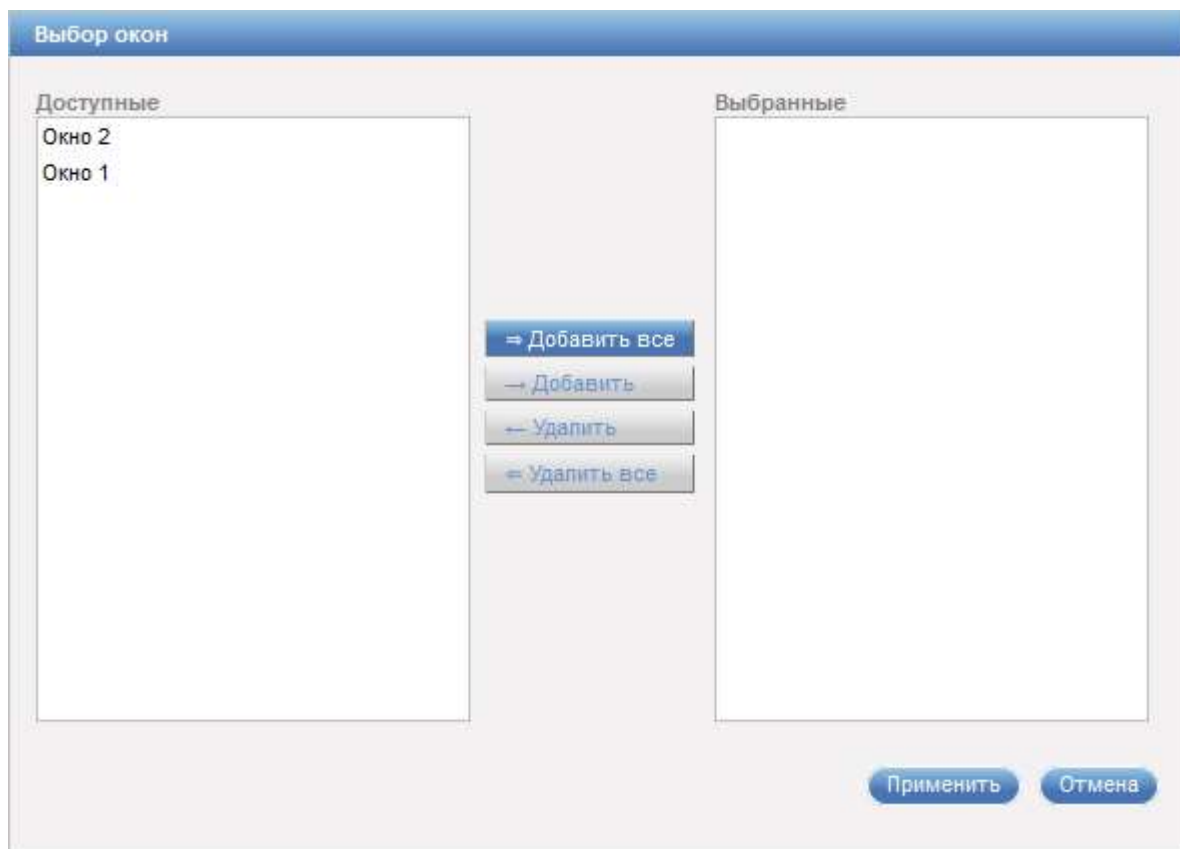 Выбор окон
Доступные
Выбранные
Окно 2
Окно 1
⇒ Добавить все
→ Добавить
← Удалить
⇐ Удалить все
Применить
Отмена